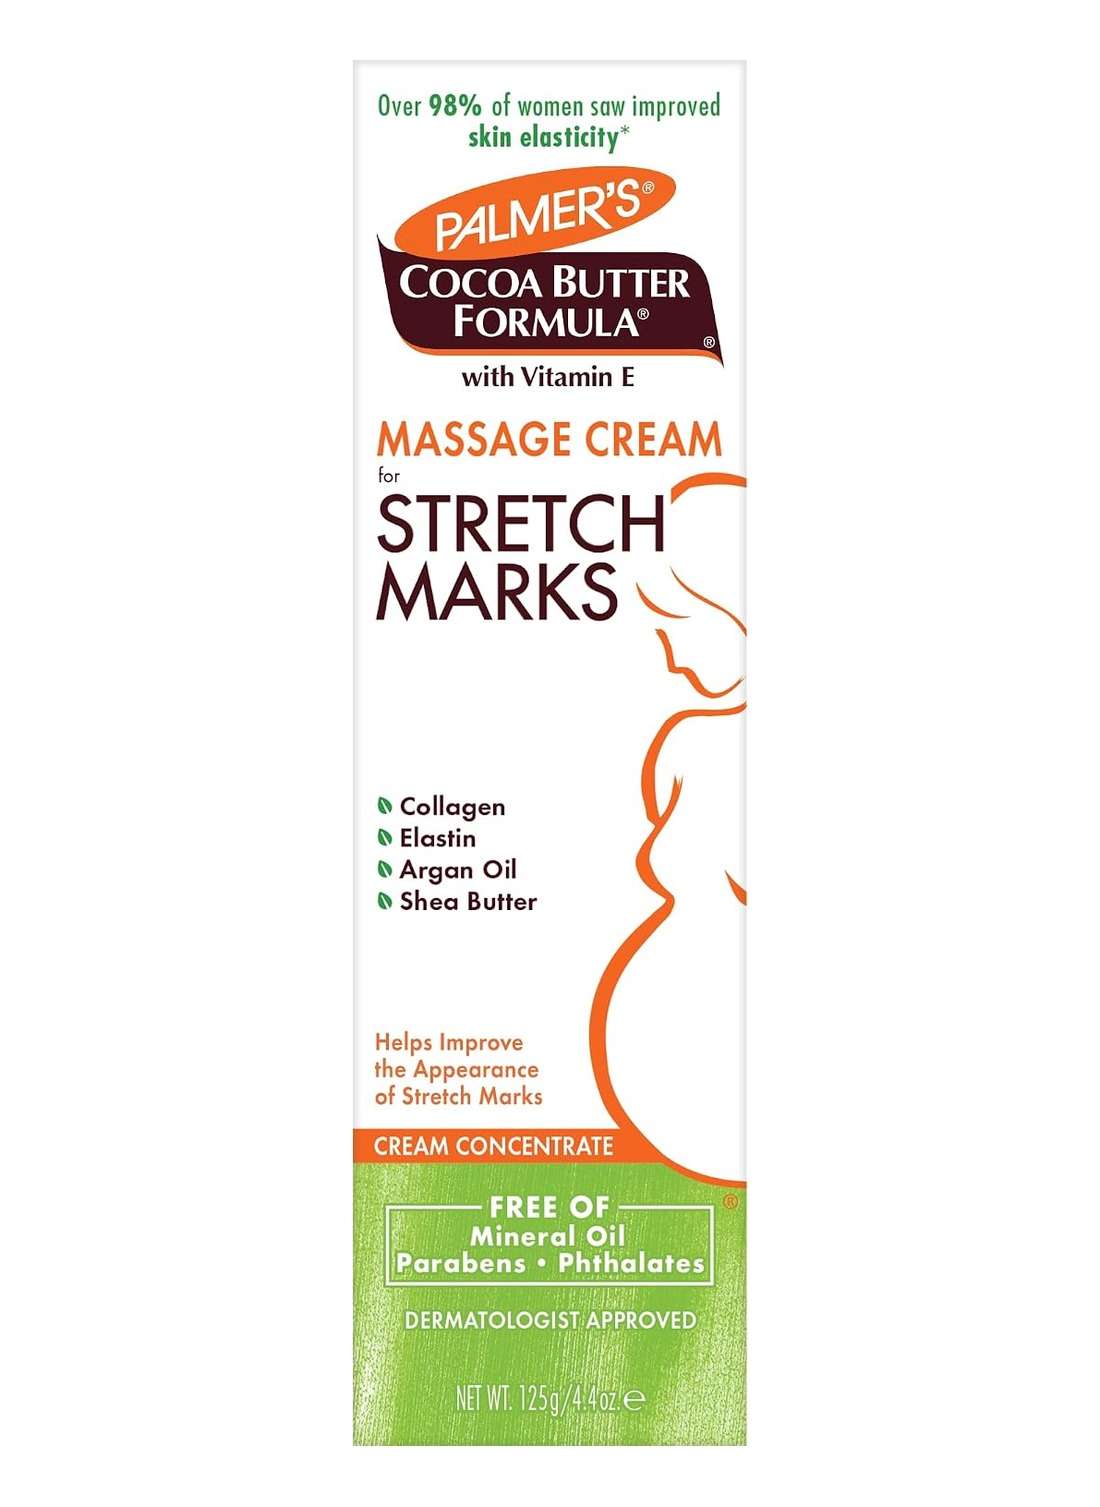 Over 98% of women saw improved
skin elasticity*
PALMER'S®
COCOA BUTTER
FORMULA®
®
with Vitamin E
MASSAGE CREAM
for
STRETCH
MARKS
Collagen
Elastin
Argan Oil
Shea Butter
Helps Improve
the Appearance
of Stretch Marks
CREAM CONCENTRATE
®
FREE OF
Mineral Oil
Parabens • Phthalates
DERMATOLOGIST APPROVED
NET WT. 125g/4.4oz.℮